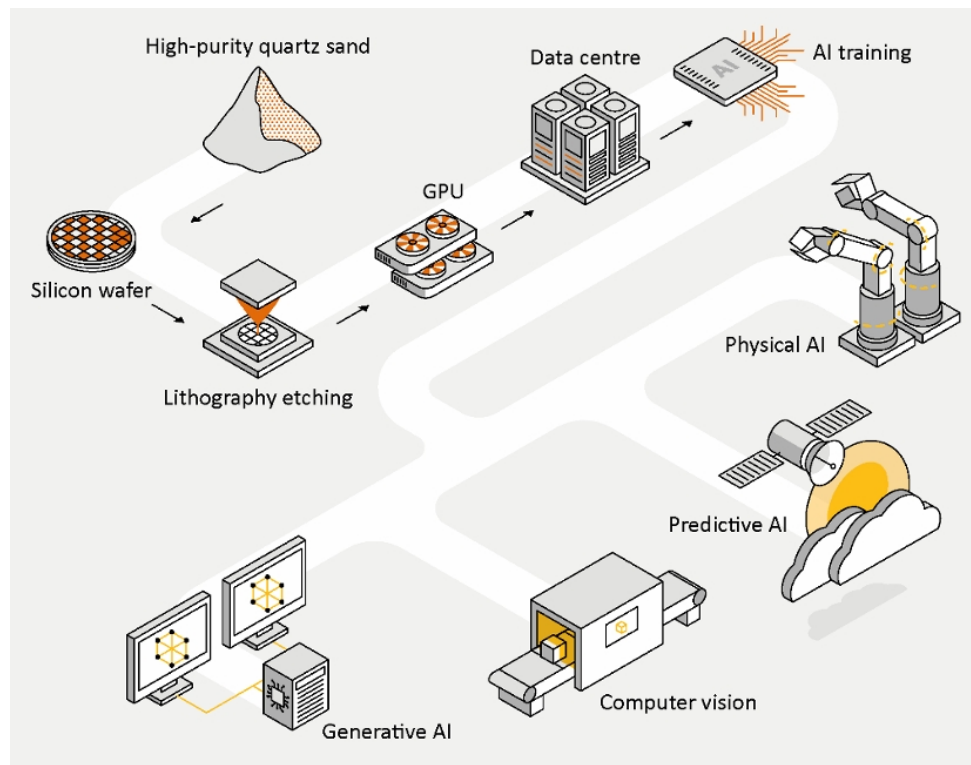 High-purity quartz sand
Data centre
AI
AI training
GPU
Silicon wafer
Lithography etching
Physical AI
Predictive AI
Computer vision
Generative AI